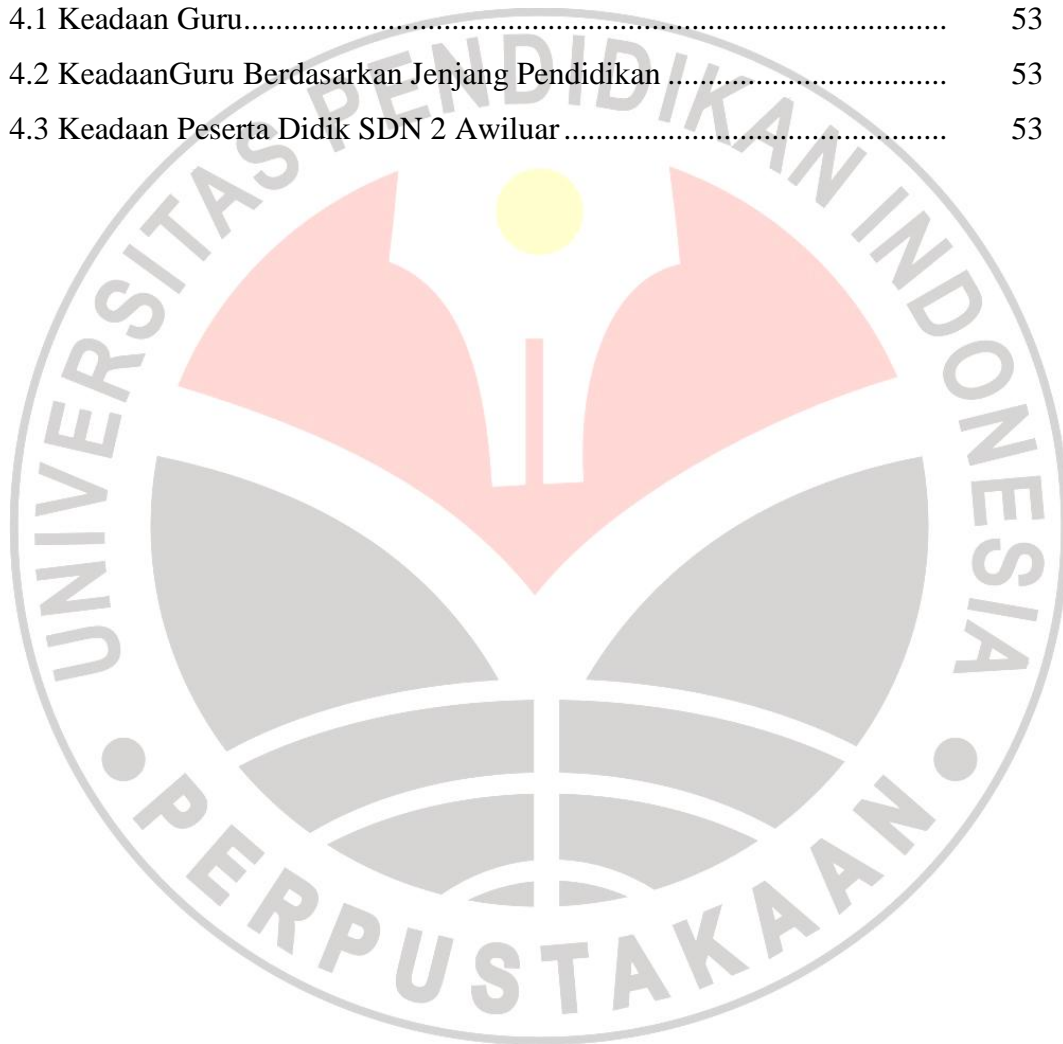 4.1 Keadaan Guru........................................................................................ 53
4.2 KeadaanGuru Berdasarkan Jenjang Pendidikan ................................... 53
4.3 Keadaan Peserta Didik SDN 2 Awiluar ................................................ 53
UNIVERSITAS PENDIDIKAN INDONESIA
PERPUSTAKAAN